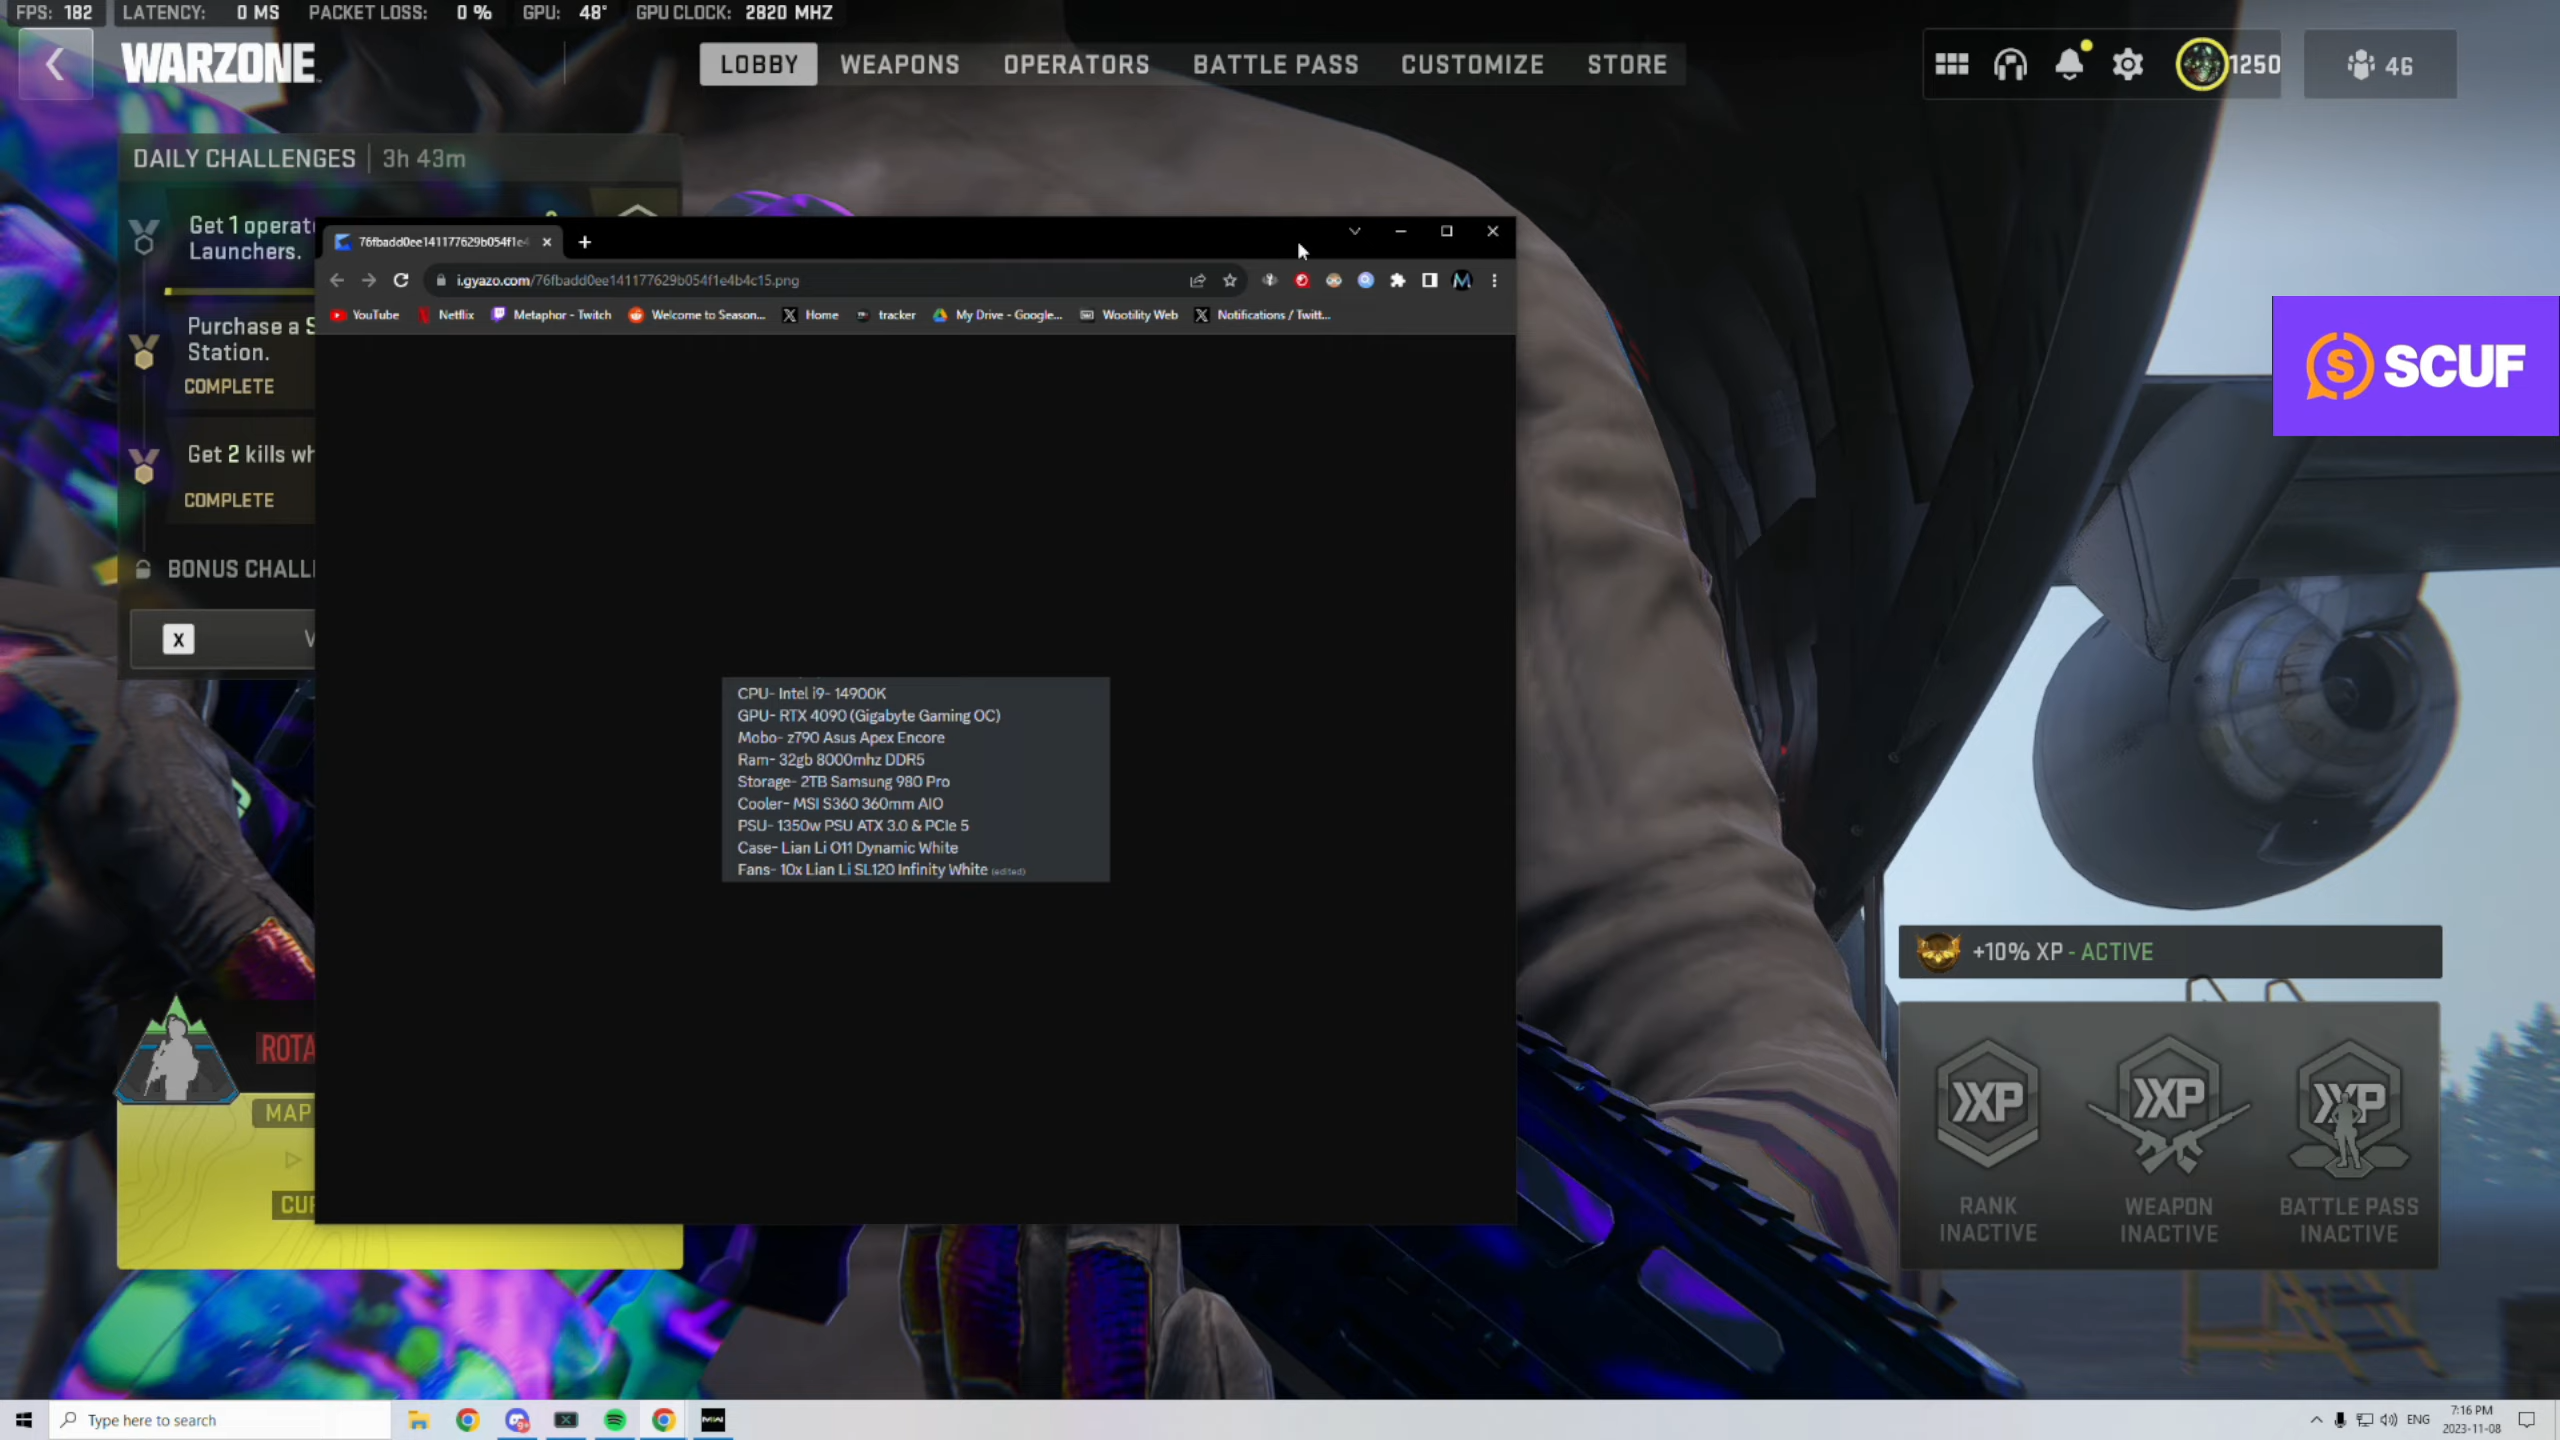 FPS: 182 LATENCY: 0 MS PACKET LOSS: 0 % GPU: 48° GPU CLOCK: 2820 MHZ
WARZONE
LOBBY WEAPONS OPERATORS BATTLE PASS CUSTOMIZE STORE
1250
46
DAILY CHALLENGES 3h 43m
Get 1 operat
Launchers.
Purchase a S
Station.
COMPLETE
Get 2 kills wh
COMPLETE
BONUS CHALL
X
76fbadd0ee141177629b054f1e4
i.gyazo.com/76fbadd0ee141177629b054f1e4b4c15.png
YouTube Netflix Metaphor - Twitch Welcome to Season... Home tracker My Drive - Google... Wootility Web Notifications / Twitt...
CPU- Intel i9- 14900K
GPU- RTX 4090 (Gigabyte Gaming OC)
Mobo- z790 Asus Apex Encore
Ram- 32gb 8000mhz DDR5
Storage- 2TB Samsung 980 Pro
Cooler- MSI S360 360mm AIO
PSU- 1350w PSU ATX 3.0 & PCIe 5
Case- Lian Li O11 Dynamic White
Fans- 10x Lian Li SL120 Infinity White (edited)
SCUF
ROTA
MAP
CUR
+10% XP - ACTIVE
XP XP XP
RANK
INACTIVE
WEAPON
INACTIVE
BATTLE PASS
INACTIVE
Type here to search
ENG
7:16 PM
2023-11-08